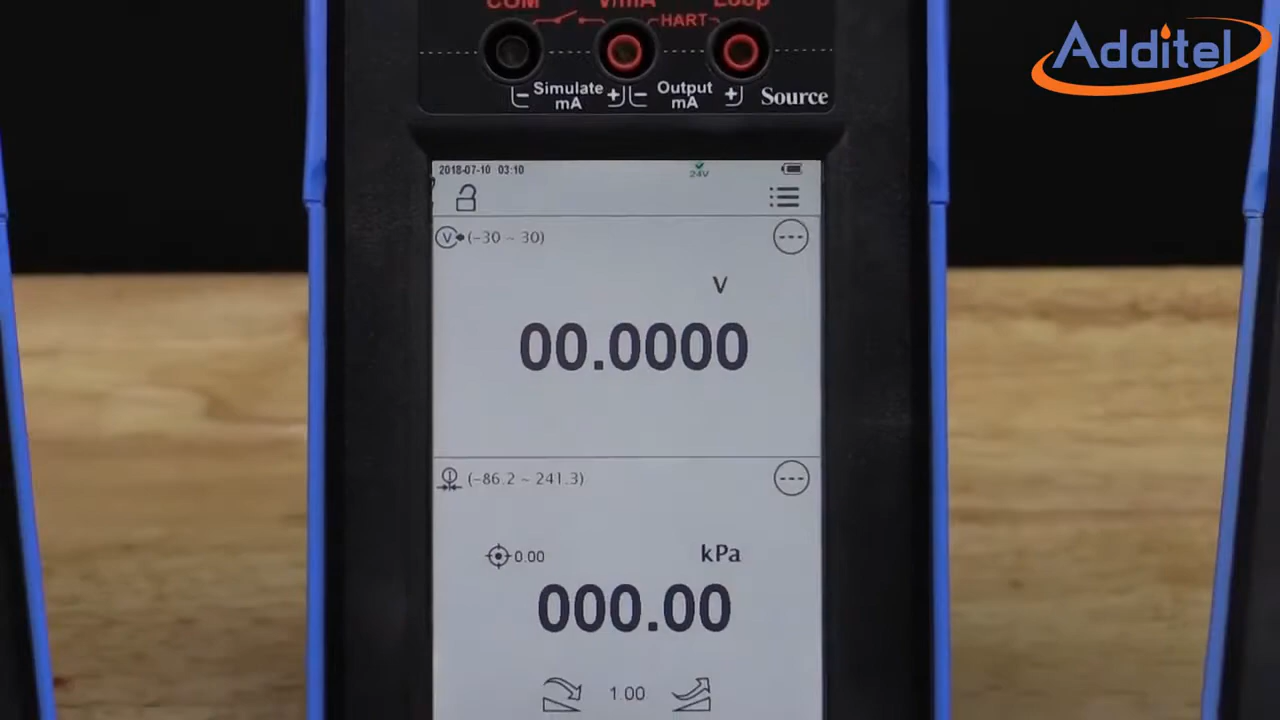 COM V/mA Loop
HART
Additel
− Simulate mA + − Output mA + Source
2018-07-10 03:10 24V
V (-30 ~ 30) ---
V
00.0000
(-86.2 ~ 241.3) ---
0.00 kPa
000.00
1.00